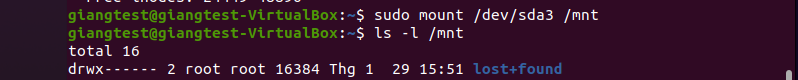 giangtest@giangtest-VirtualBox:~$ sudo mount /dev/sda3 /mnt
giangtest@giangtest-VirtualBox:~$ ls -l /mnt
total 16
drwx------ 2 root root 16384 Thg 1  29 15:51 lost+found